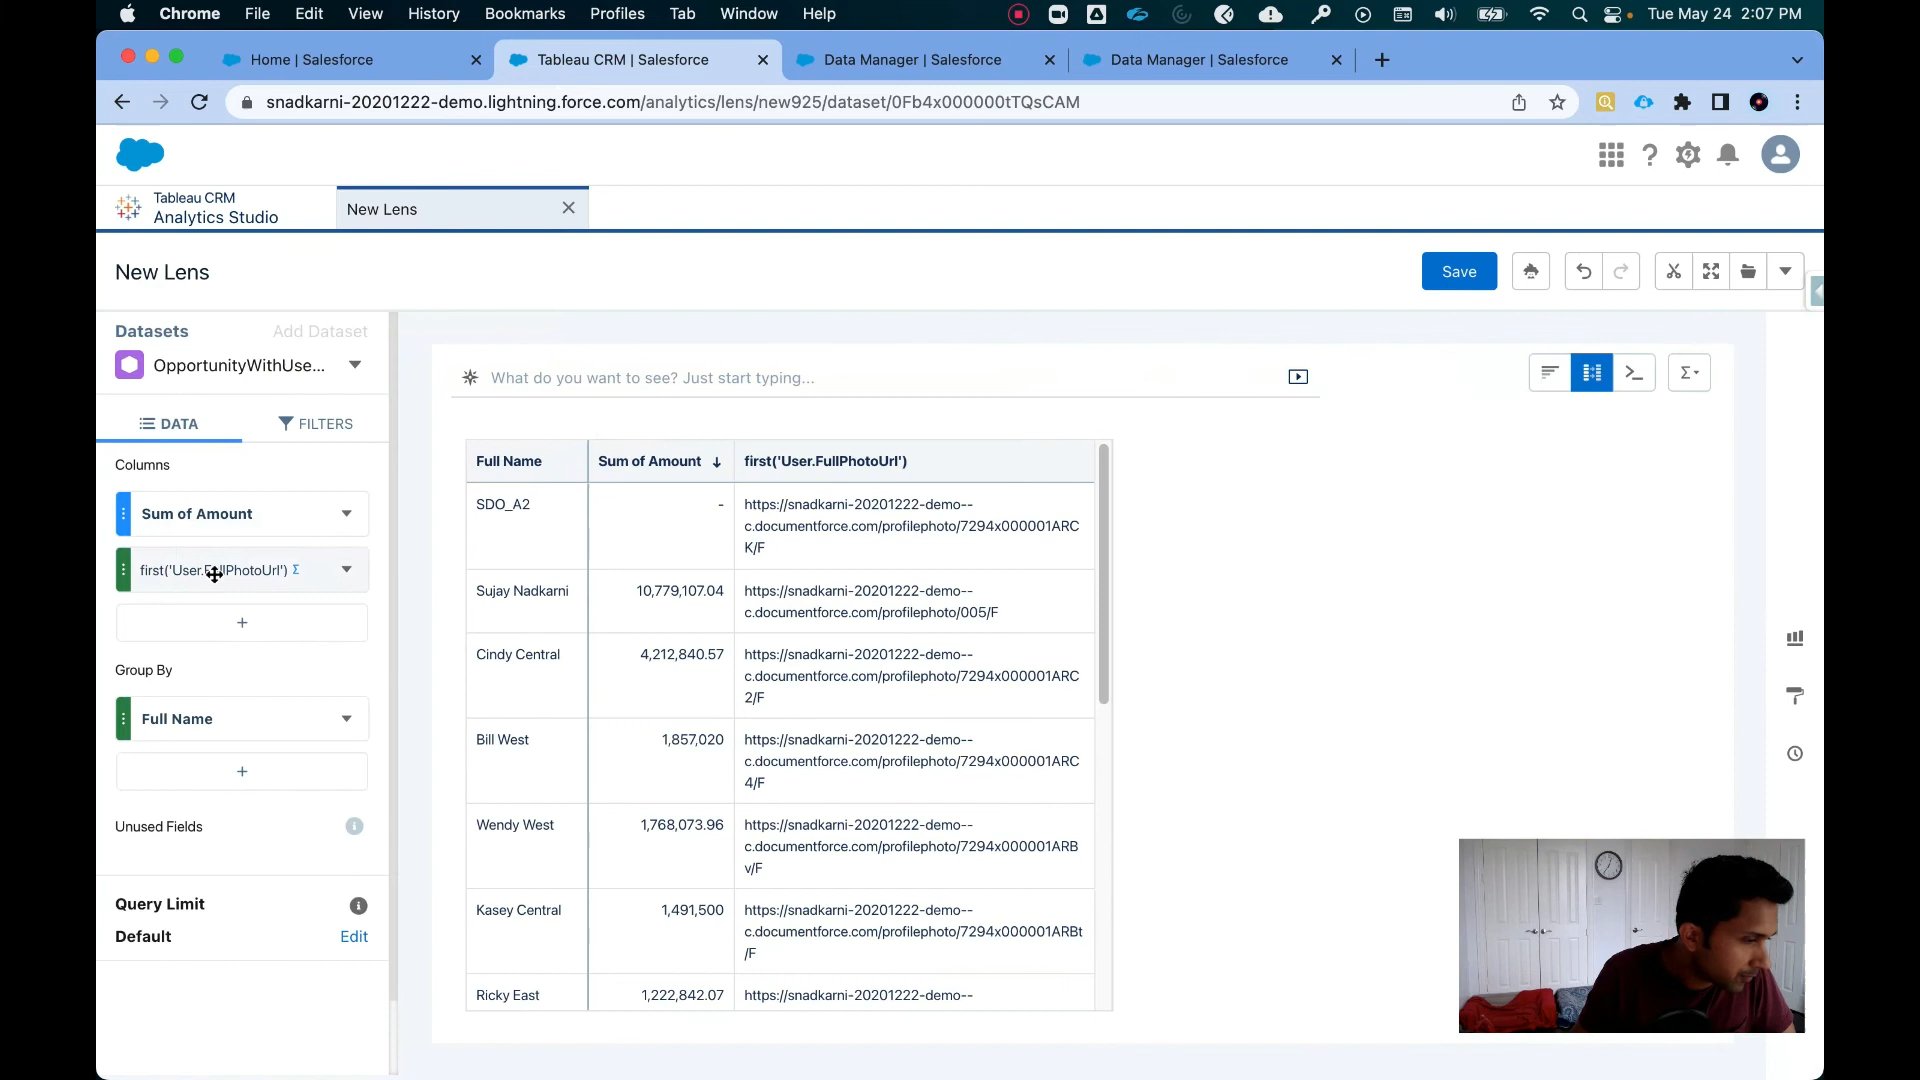 Chrome File Edit View History Bookmarks Profiles Tab Window Help Tue May 24 2:07 PM
Home | Salesforce Tableau CRM | Salesforce Data Manager | Salesforce Data Manager | Salesforce
snadkarni-20201222-demo.lightning.force.com/analytics/lens/new925/dataset/0Fb4x000000tTQsCAM
Tableau CRM
Analytics Studio
New Lens
New Lens
Save
Datasets Add Dataset
OpportunityWithUse...
DATA FILTERS
Columns
Sum of Amount
first('User.FullPhotoUrl') Σ
+
Group By
Full Name
+
Unused Fields
Query Limit
Default Edit
What do you want to see? Just start typing...
Full Name Sum of Amount first('User.FullPhotoUrl')
SDO_A2 - https://snadkarni-20201222-demo--
c.documentforce.com/profilephoto/7294x000001ARC
K/F
Sujay Nadkarni 10,779,107.04 https://snadkarni-20201222-demo--
c.documentforce.com/profilephoto/005/F
Cindy Central 4,212,840.57 https://snadkarni-20201222-demo--
c.documentforce.com/profilephoto/7294x000001ARC
2/F
Bill West 1,857,020 https://snadkarni-20201222-demo--
c.documentforce.com/profilephoto/7294x000001ARC
4/F
Wendy West 1,768,073.96 https://snadkarni-20201222-demo--
c.documentforce.com/profilephoto/7294x000001ARB
v/F
Kasey Central 1,491,500 https://snadkarni-20201222-demo--
c.documentforce.com/profilephoto/7294x000001ARBt
/F
Ricky East 1,222,842.07 https://snadkarni-20201222-demo--